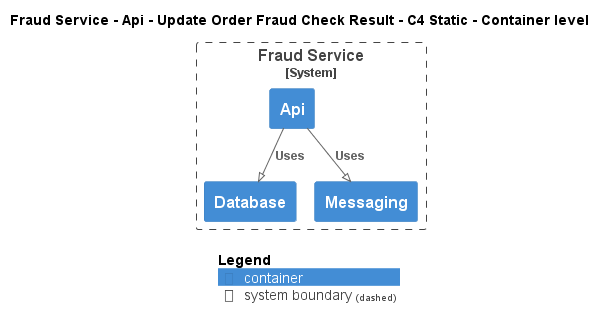 Fraud Service - Api - Update Order Fraud Check Result - C4 Static - Container level
Fraud Service
[System]
Api
Uses Uses
Database Messaging
Legend
container
system boundary (dashed)